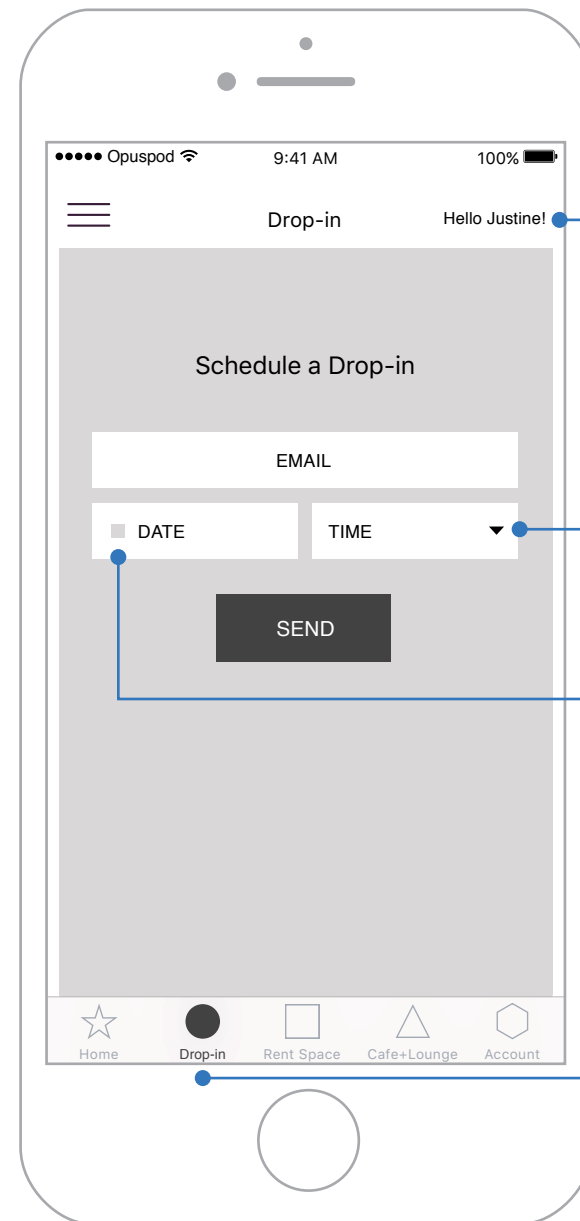 Opuspod 9:41 AM 100%
Drop-in Hello Justine!
Schedule a Drop-in
EMAIL
DATE TIME
SEND
Home Drop-in Rent Space Cafe+Lounge Account